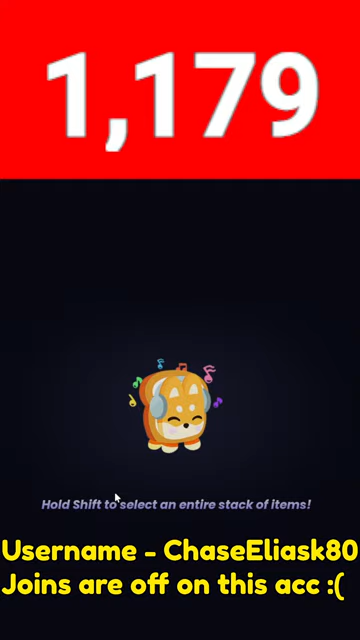 1,179
Hold Shift to select an entire stack of items!
Username - ChaseEliask80
Joins are off on this acc :(